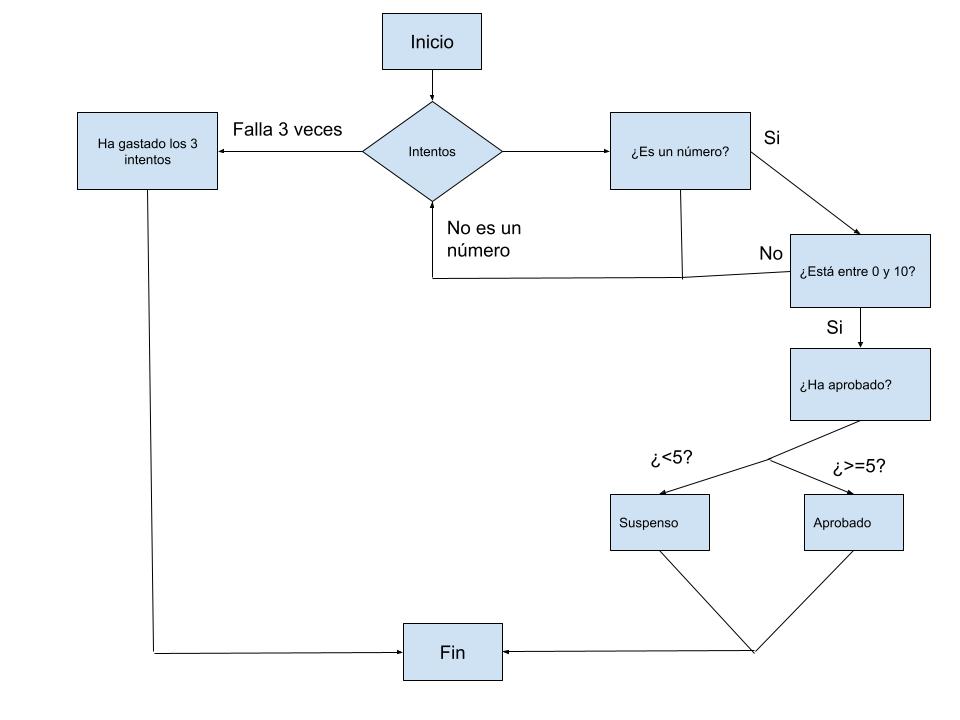 Inicio
Falla 3 veces
Ha gastado los 3
intentos
Intentos
¿Es un número?
Si
No es un
número
No
¿Está entre 0 y 10?
Si
¿Ha aprobado?
¿<5?
¿>=5?
Suspenso
Aprobado
Fin